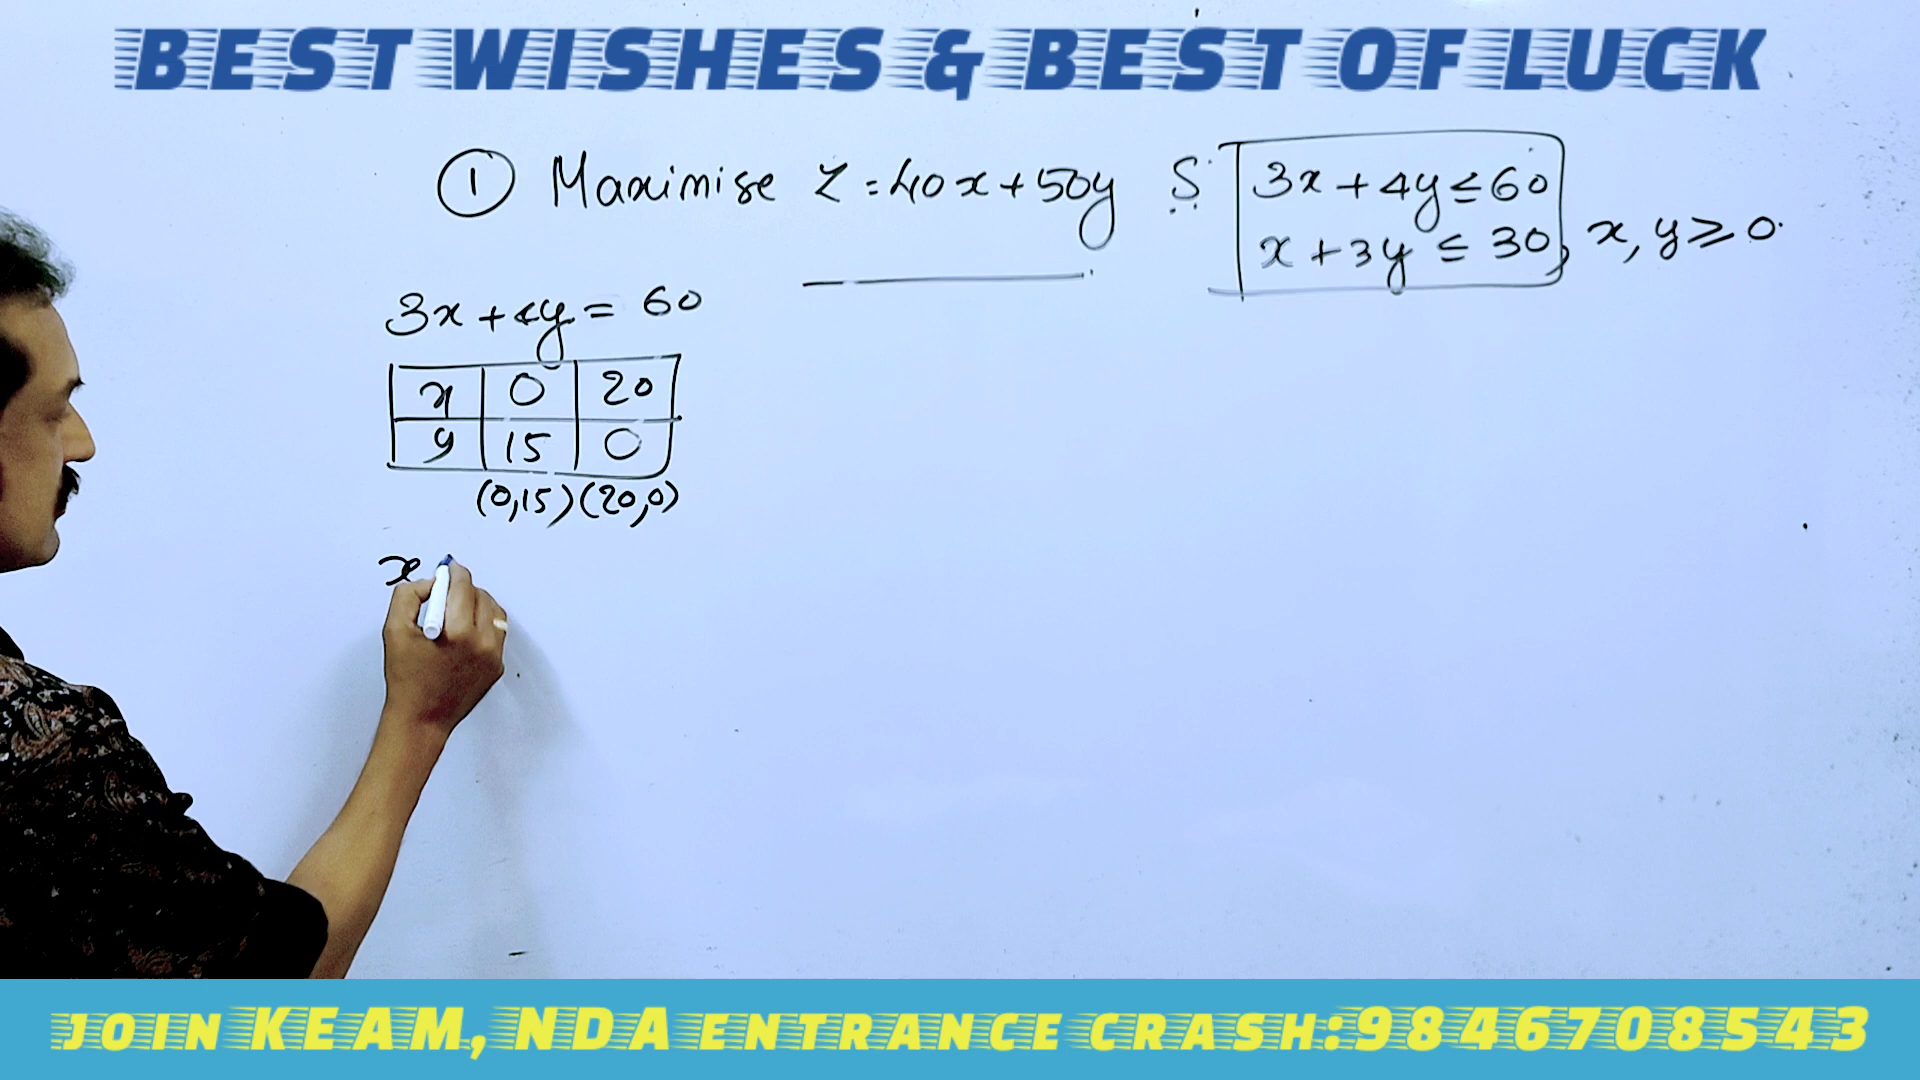 BEST WISHES & BEST OF LUCK
① Maximise Z = 40x + 50y S. 3x + 4y ≤ 60
x + 3y ≤ 30, x, y ≥ 0.
3x + 4y = 60
x 0 20
y 15 0
(0,15) (20,0)
x
JOIN KEAM, NDA ENTRANCE CRASH:9846708543